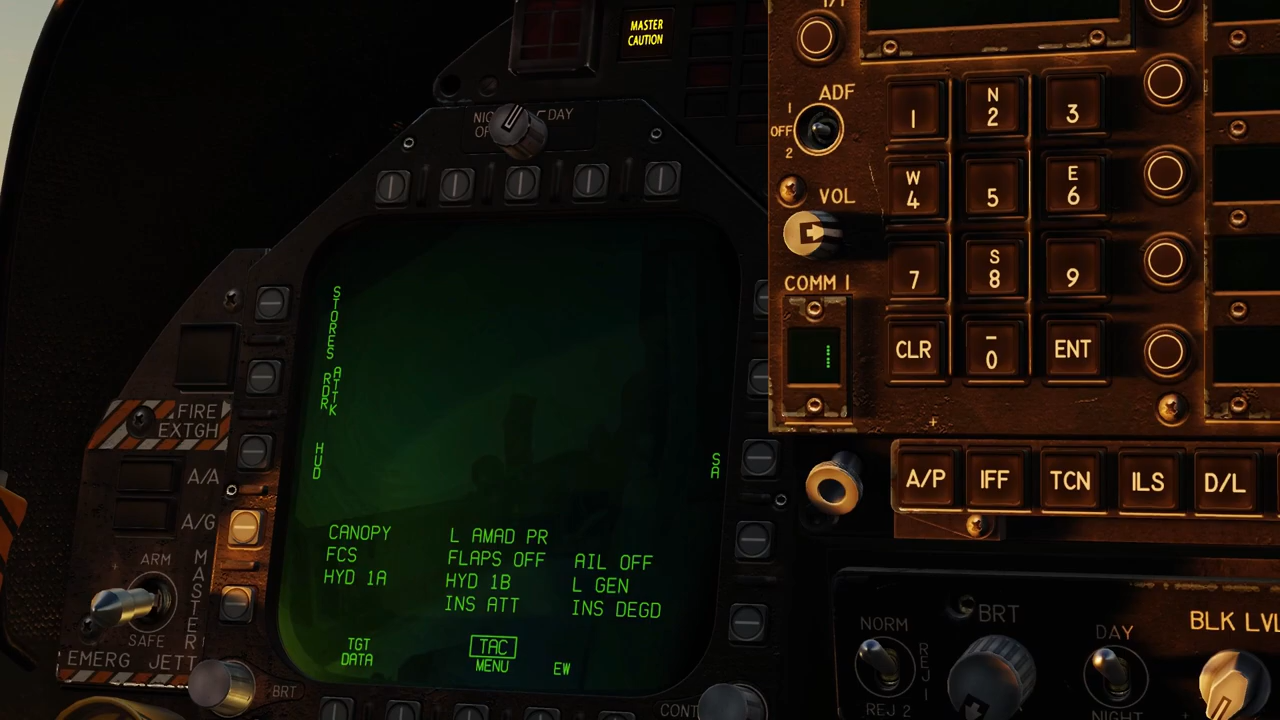 MASTER
CAUTION
ADF
1
OFF
2
VOL
COMM 1
1
N
2
3
W
4
5
E
6
7
S
8
9
CLR
–
0
ENT
A/P
IFF
TCN
ILS
D/L
DAY
STORES
RDR
ATTK
HUD
SA
CANOPY
L AMAD PR
FCS
FLAPS OFF
AIL OFF
HYD 1A
HYD 1B
L GEN
INS ATT
INS DEGD
TGT
DATA
TAC
MENU
EW
FIRE
EXTGH
A/A
A/G
MASTER
ARM
SAFE
EMERG JETT
BRT
CONT
NORM
REJ 1
REJ 2
BRT
DAY
NIGHT
BLK LVL